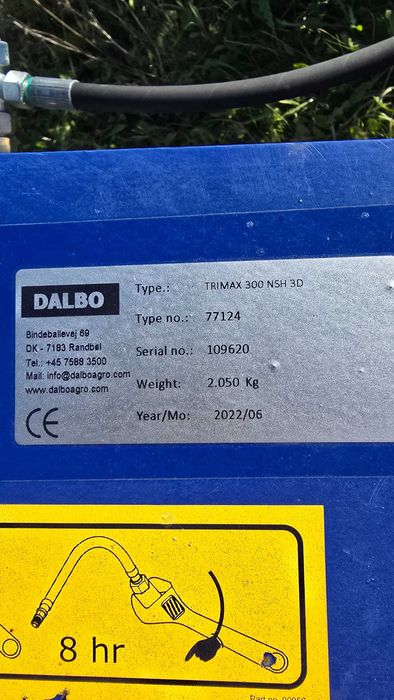 DALBO
Bindeballevej 69
DK - 7183 Randbøl
Tel.: +45 7588 3500
Mail: info@dalboagro.com
www.dalboagro.com
CE
Type.: TRIMAX 300 NSH 3D
Type no.: 77124
Serial no.: 109620
Weight: 2.050 Kg
Year/Mo: 2022/06
8 hr